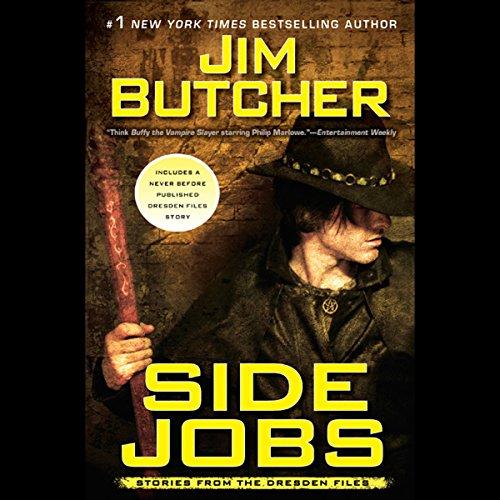 #1 NEW YORK TIMES BESTSELLING AUTHOR
JIM
BUTCHER
"Think Buffy the Vampire Slayer starring Philip Marlowe."—Entertainment Weekly
INCLUDES A
NEVER BEFORE
PUBLISHED
DRESDEN FILES
STORY
SIDE
JOBS
STORIES FROM THE DRESDEN FILES